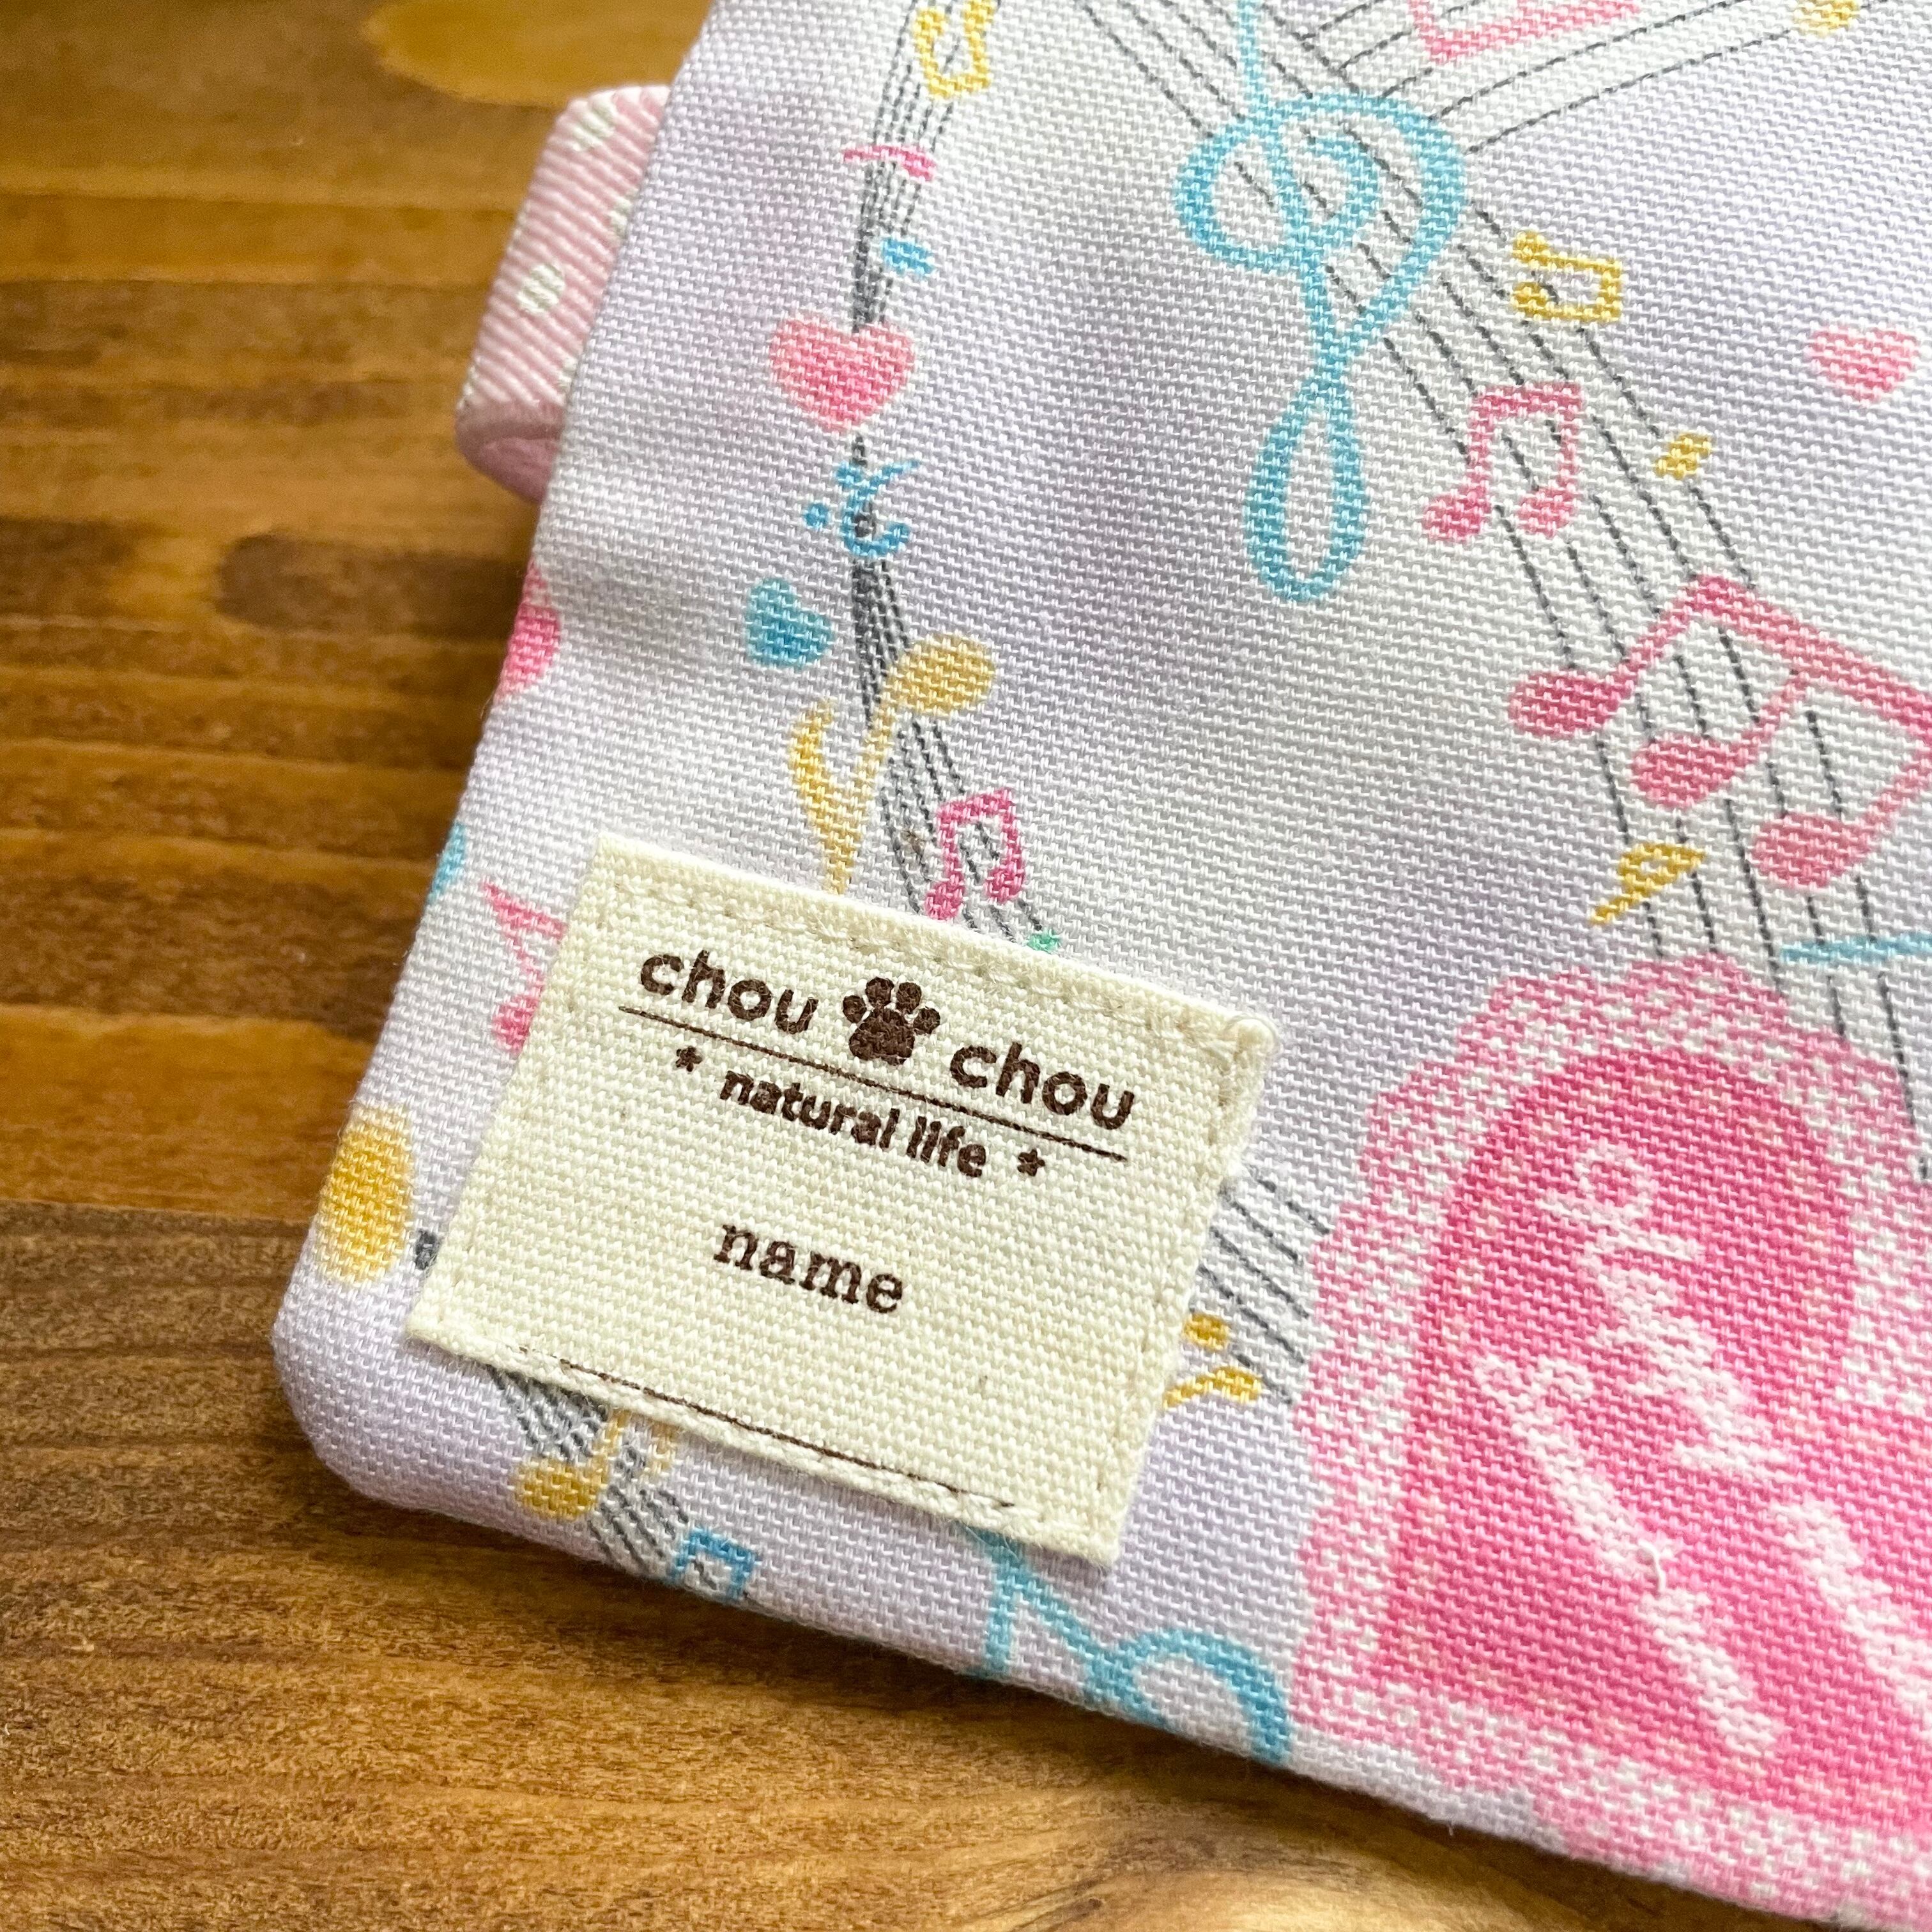 chou chou
* natural life *
name